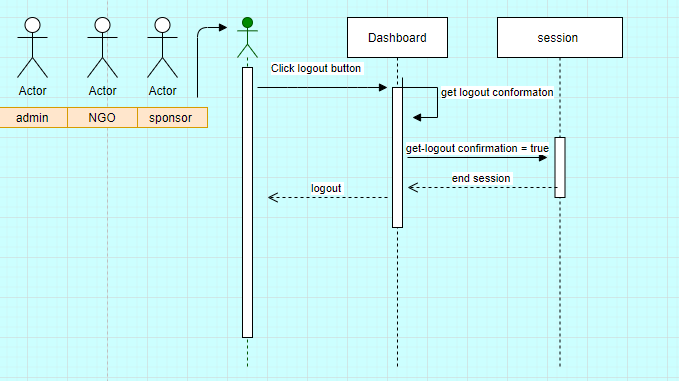 Dashboard
session
Actor
Actor
Actor
admin
NGO
sponsor
Click logout button
get logout conformaton
get-logout confirmation = true
end session
logout